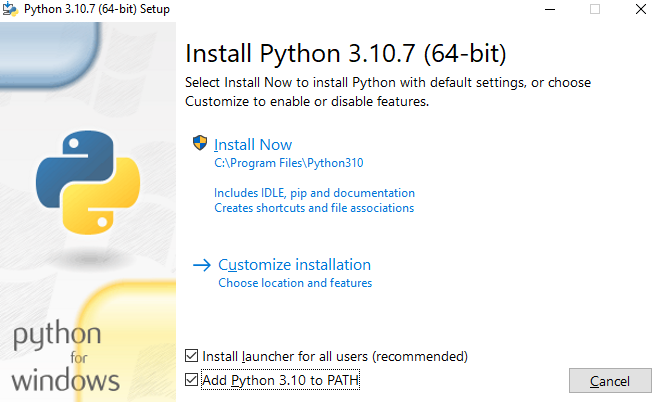 Python 3.10.7 (64-bit) Setup
Install Python 3.10.7 (64-bit)
Select Install Now to install Python with default settings, or choose
Customize to enable or disable features.
Install Now
C:\Program Files\Python310
Includes IDLE, pip and documentation
Creates shortcuts and file associations
Customize installation
Choose location and features
python
for
windows
Install launcher for all users (recommended)
Add Python 3.10 to PATH
Cancel